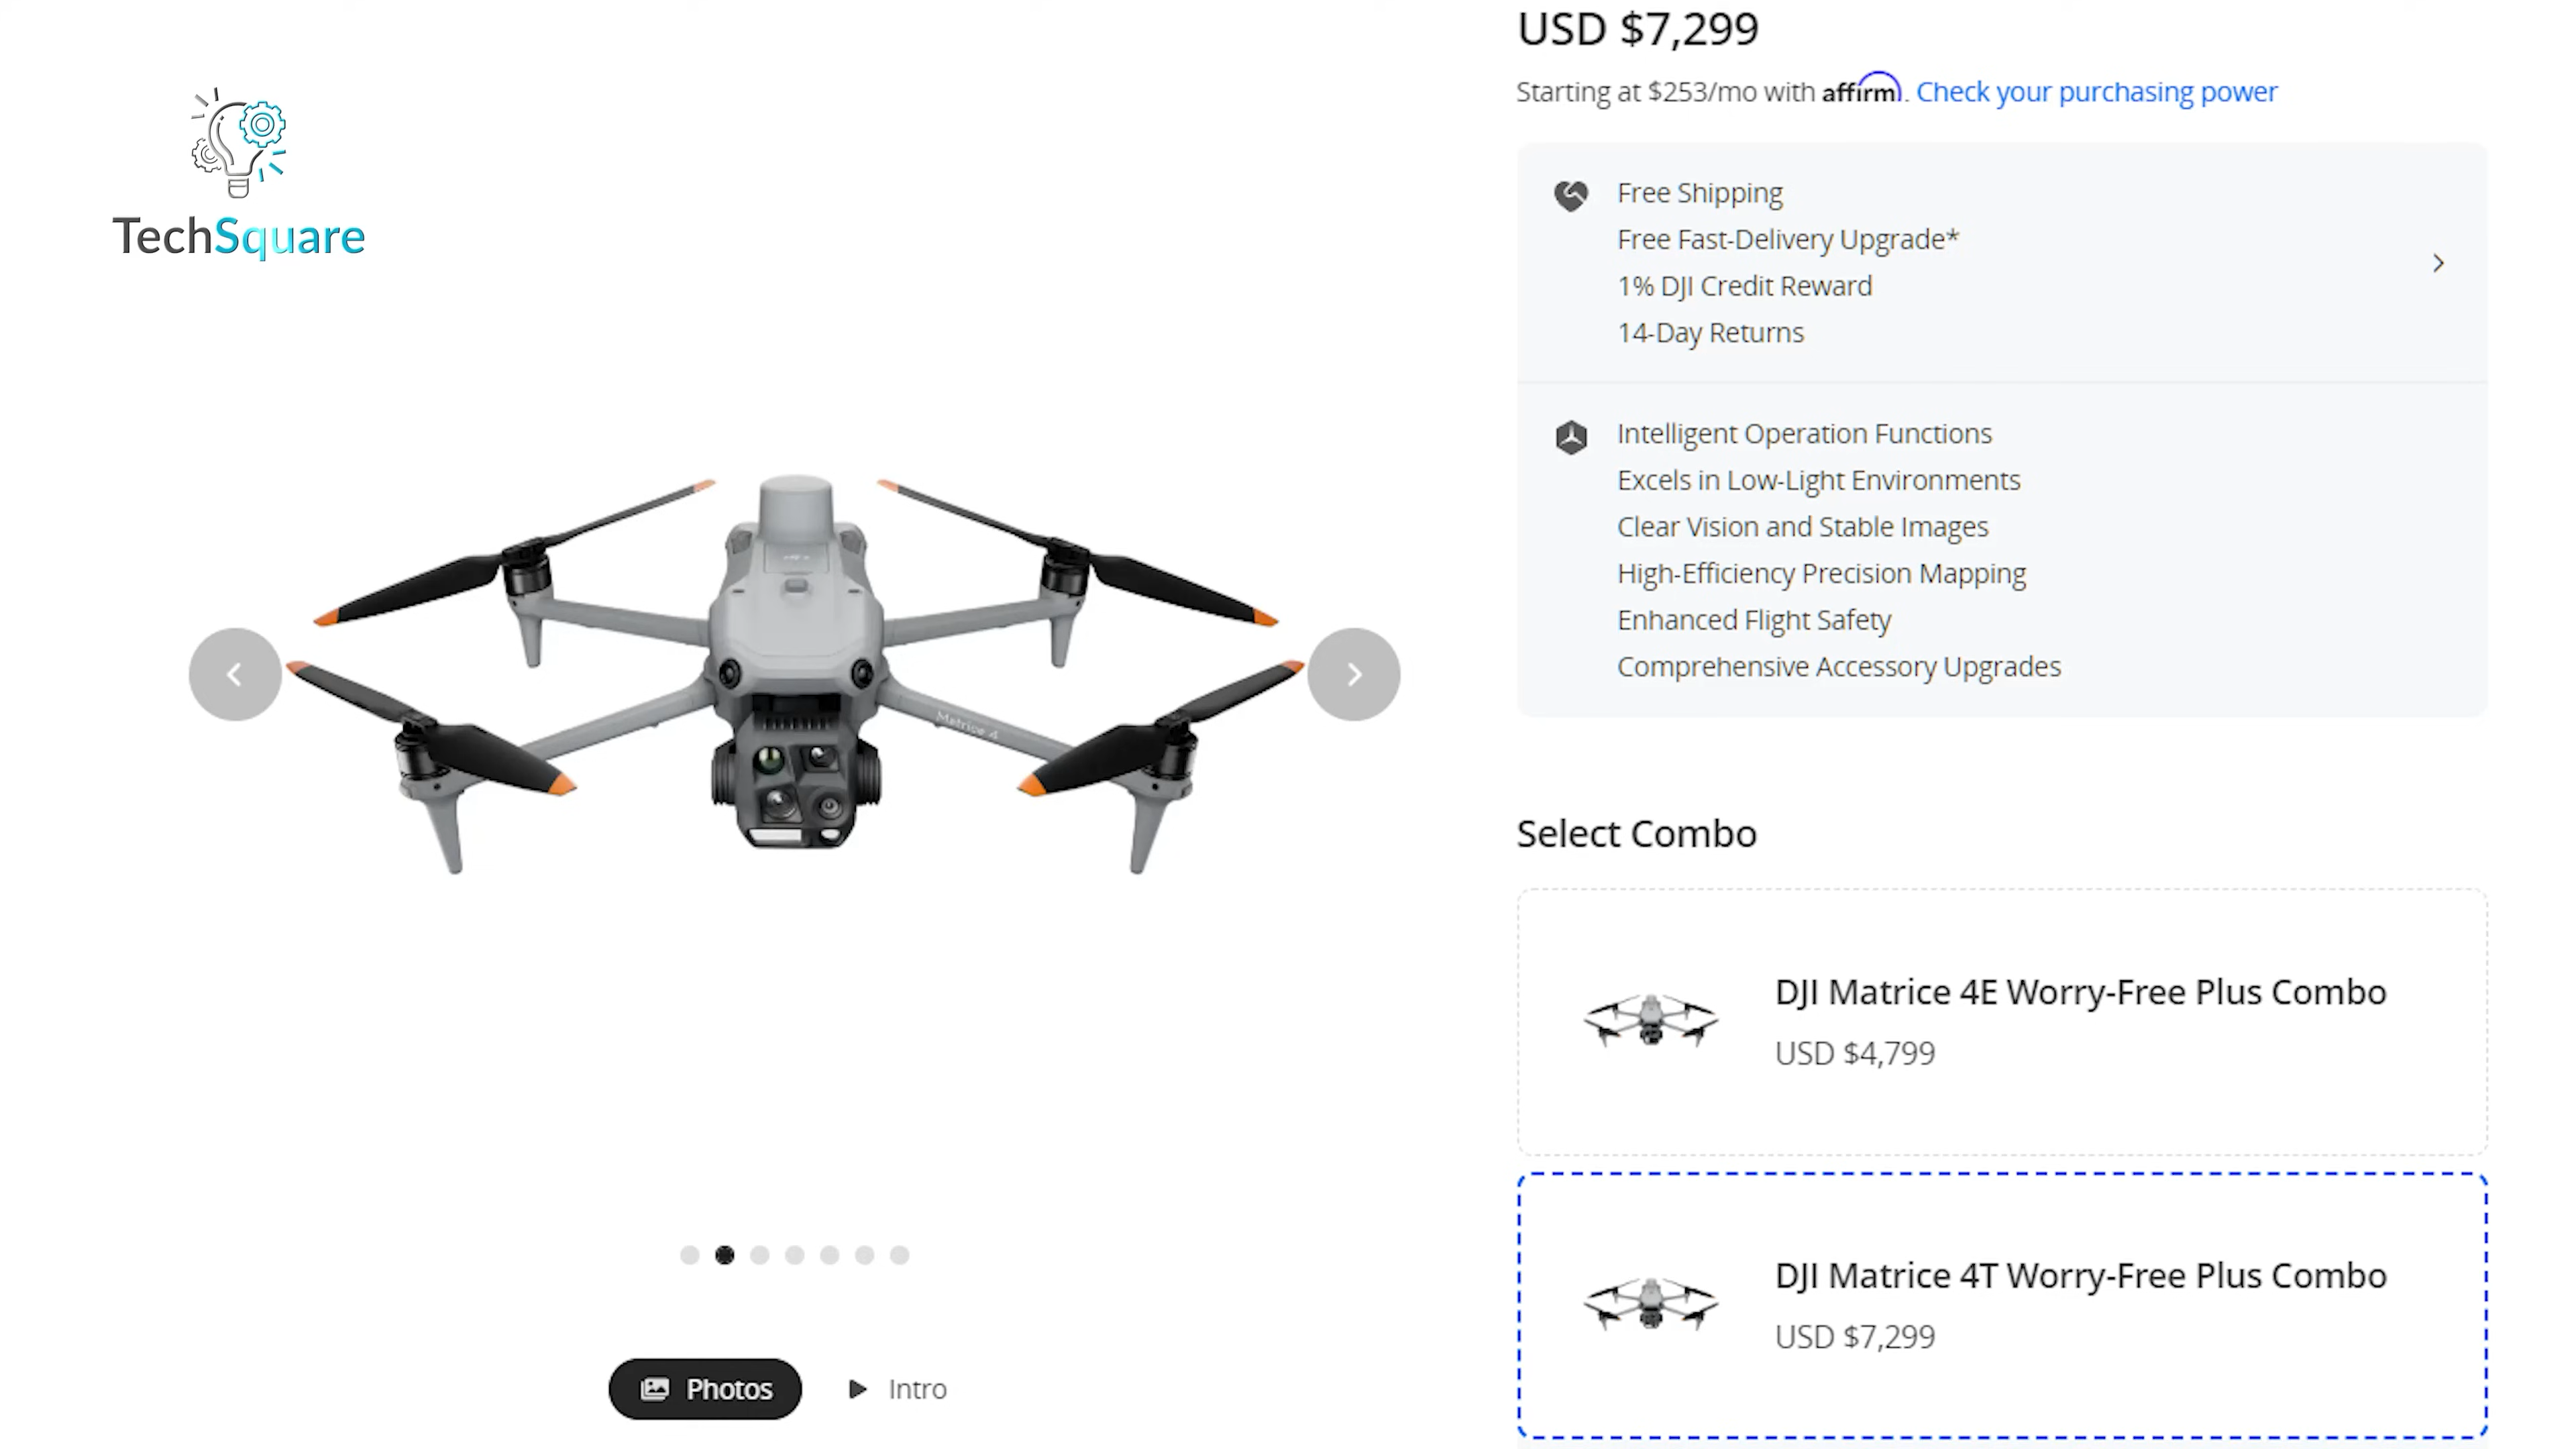 TechSquare
Matrice 4
Photos
Intro
USD $7,299
Starting at $253/mo with affirm. Check your purchasing power
Free Shipping
Free Fast-Delivery Upgrade*
1% DJI Credit Reward
14-Day Returns
Intelligent Operation Functions
Excels in Low-Light Environments
Clear Vision and Stable Images
High-Efficiency Precision Mapping
Enhanced Flight Safety
Comprehensive Accessory Upgrades
Select Combo
DJI Matrice 4E Worry-Free Plus Combo
USD $4,799
DJI Matrice 4T Worry-Free Plus Combo
USD $7,299